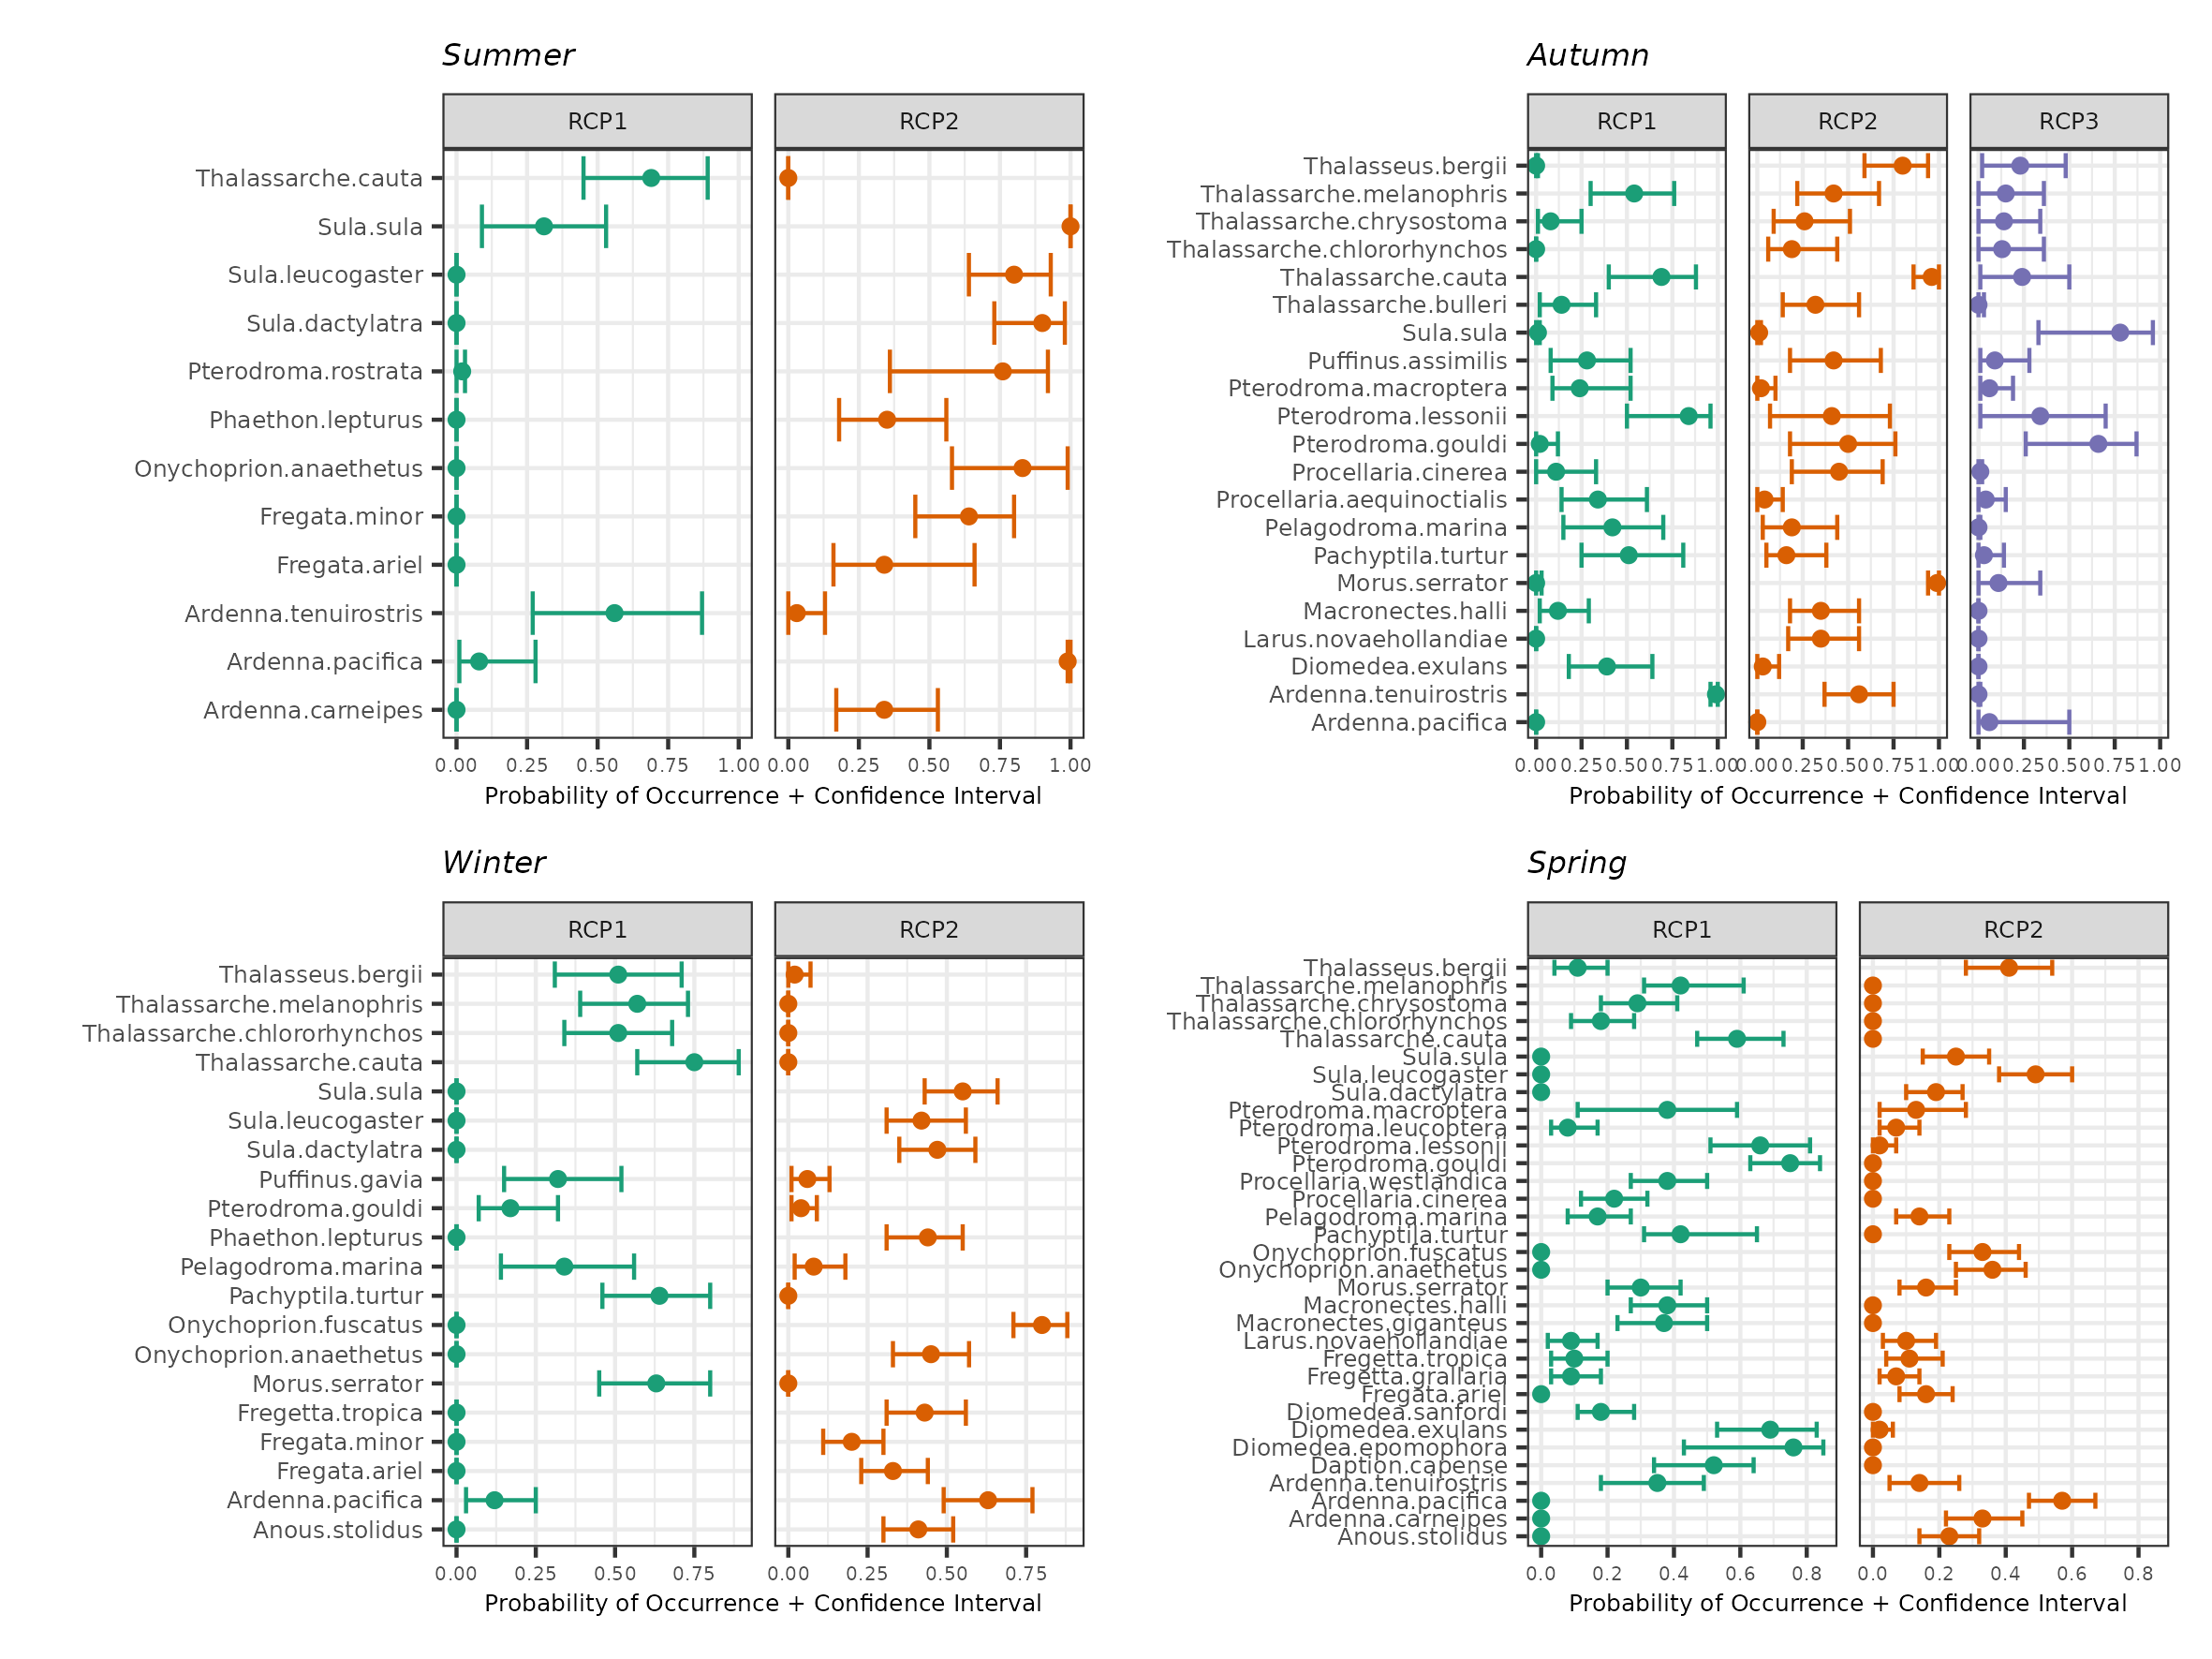 Summer
RCP1 RCP2
Thalassarche.cauta
Sula.sula
Sula.leucogaster
Sula.dactylatra
Pterodroma.rostrata
Phaethon.lepturus
Onychoprion.anaethetus
Fregata.minor
Fregata.ariel
Ardenna.tenuirostris
Ardenna.pacifica
Ardenna.carneipes
0.00 0.25 0.50 0.75 1.00 0.00 0.25 0.50 0.75 1.00
Probability of Occurrence + Confidence Interval
Autumn
RCP1 RCP2 RCP3
Thalasseus.bergii
Thalassarche.melanophris
Thalassarche.chrysostoma
Thalassarche.chlororhynchos
Thalassarche.cauta
Thalassarche.bulleri
Sula.sula
Puffinus.assimilis
Pterodroma.macroptera
Pterodroma.lessonii
Pterodroma.gouldi
Procellaria.cinerea
Procellaria.aequinoctialis
Pelagodroma.marina
Pachyptila.turtur
Morus.serrator
Macronectes.halli
Larus.novaehollandiae
Diomedea.exulans
Ardenna.tenuirostris
Ardenna.pacifica
0.00 0.25 0.50 0.75 1.00 0.00 0.25 0.50 0.75 1.00 0.00 0.25 0.50 0.75 1.00
Probability of Occurrence + Confidence Interval
Winter
RCP1 RCP2
Thalasseus.bergii
Thalassarche.melanophris
Thalassarche.chlororhynchos
Thalassarche.cauta
Sula.sula
Sula.leucogaster
Sula.dactylatra
Puffinus.gavia
Pterodroma.gouldi
Phaethon.lepturus
Pelagodroma.marina
Pachyptila.turtur
Onychoprion.fuscatus
Onychoprion.anaethetus
Morus.serrator
Fregetta.tropica
Fregata.minor
Fregata.ariel
Ardenna.pacifica
Anous.stolidus
0.00 0.25 0.50 0.75 0.00 0.25 0.50 0.75
Probability of Occurrence + Confidence Interval
Spring
RCP1 RCP2
Thalasseus.bergii
Thalassarche.melanophris
Thalassarche.chrysostoma
Thalassarche.chlororhynchos
Thalassarche.cauta
Sula.sula
Sula.leucogaster
Sula.dactylatra
Pterodroma.macroptera
Pterodroma.leucoptera
Pterodroma.lessonii
Pterodroma.gouldi
Procellaria.westlandica
Procellaria.cinerea
Pelagodroma.marina
Pachyptila.turtur
Onychoprion.fuscatus
Onychoprion.anaethetus
Morus.serrator
Macronectes.halli
Macronectes.giganteus
Larus.novaehollandiae
Fregetta.tropica
Fregetta.grallaria
Fregata.ariel
Diomedea.sanfordi
Diomedea.exulans
Diomedea.epomophora
Daption.capense
Ardenna.tenuirostris
Ardenna.pacifica
Ardenna.carneipes
Anous.stolidus
0.0 0.2 0.4 0.6 0.8 0.0 0.2 0.4 0.6 0.8
Probability of Occurrence + Confidence Interval